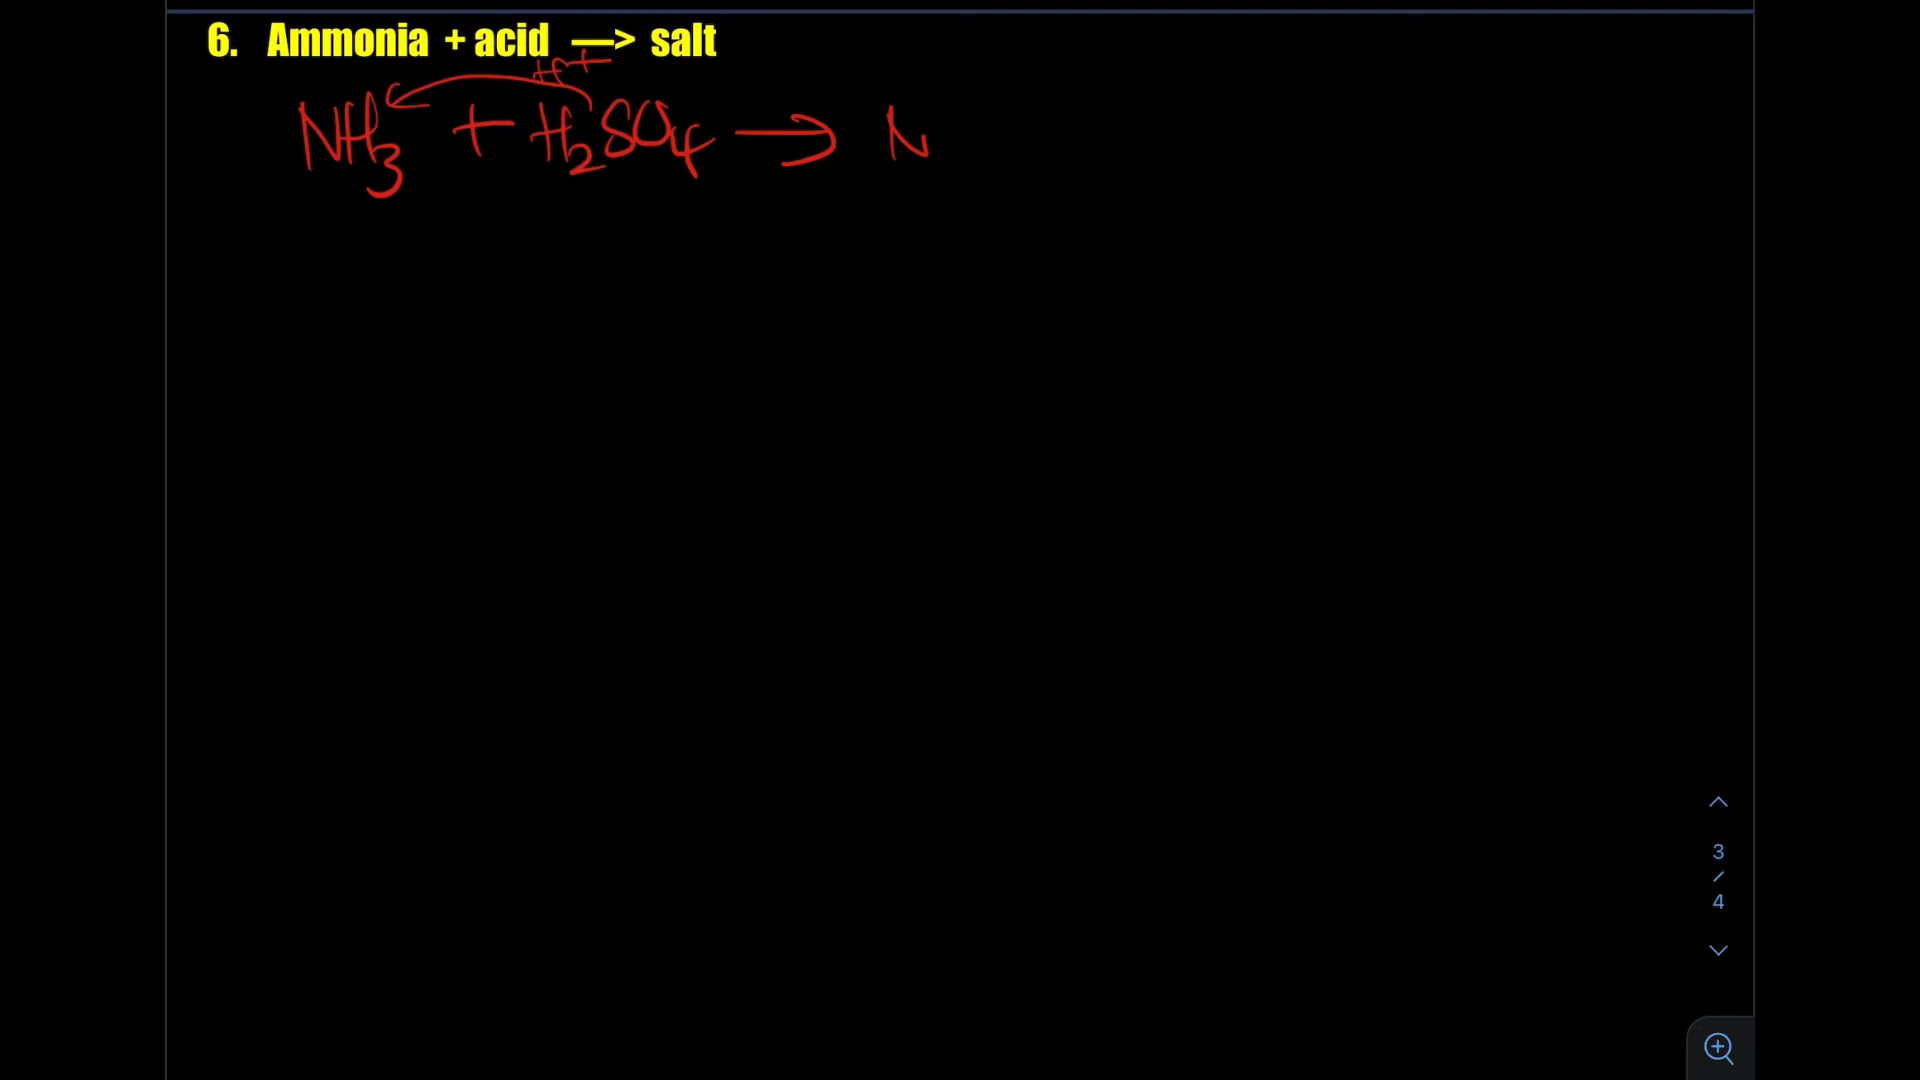 6. Ammonia + acid —> salt
H+
NH3 + H2SO4 → N
3
/
4